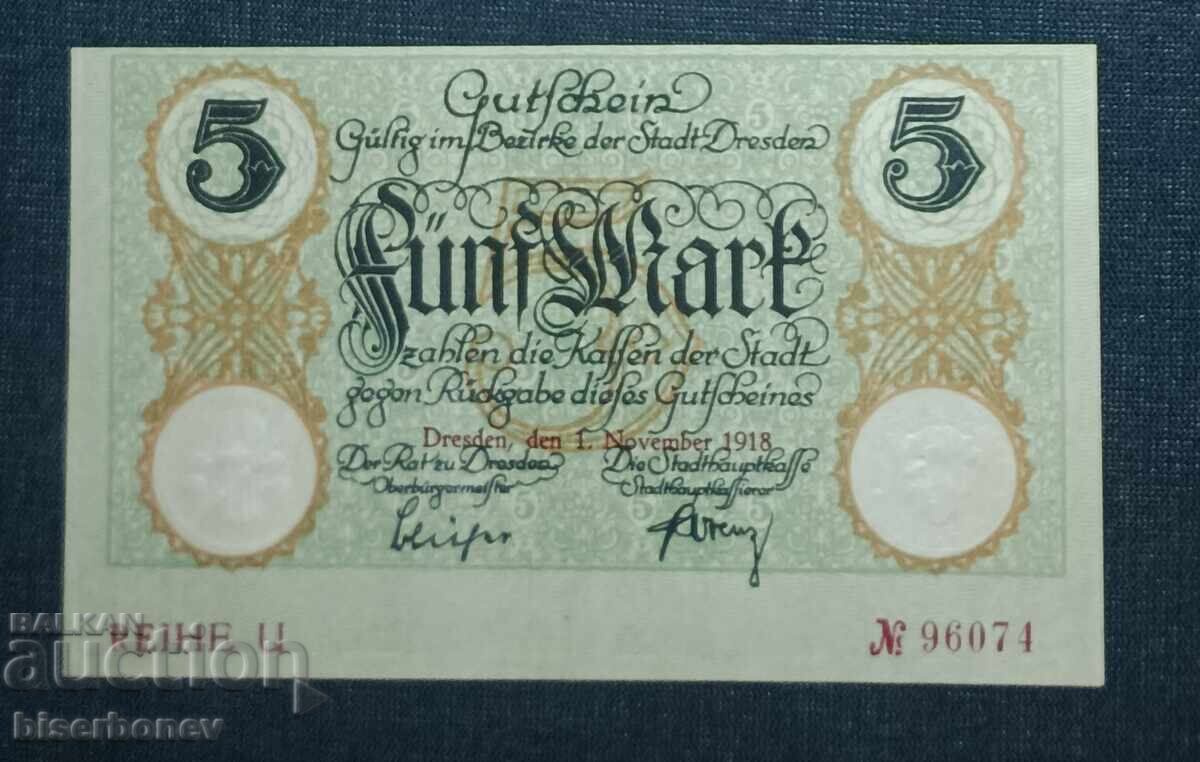 5 5
Gutschein
Gültig im Bezirke der Stadt Dresden
Fünf Mark
zahlen die Kassen der Stadt
gegen Rückgabe dieses Gutscheines
Dresden, den 1. November 1918
Der Rat zu Dresden Die Stadthauptkasse
Oberbürgermeister Stadthauptkassierer
REIHE U № 96074
BALKAN
auction
biserbonev